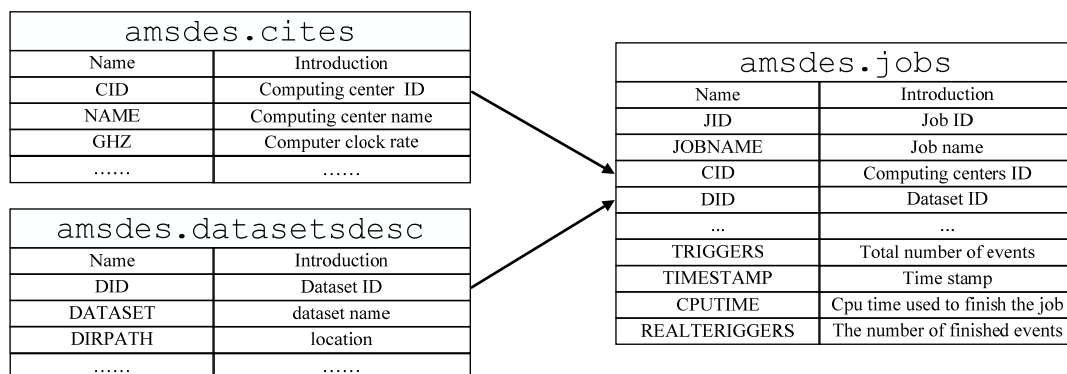 amsdes.cites
Name Introduction
CID Computing center ID
NAME Computing center name
GHZ Computer clock rate
...... ......
amsdes.datasetsdesc
Name Introduction
DID Dataset ID
DATASET dataset name
DIRPATH location
...... ......
amsdes.jobs
Name Introduction
JID Job ID
JOBNAME Job name
CID Computing centers ID
DID Dataset ID
... ...
TRIGGERS Total number of events
TIMESTAMP Time stamp
CPUTIME Cpu time used to finish the job
REALTERIGGERS The number of finished events